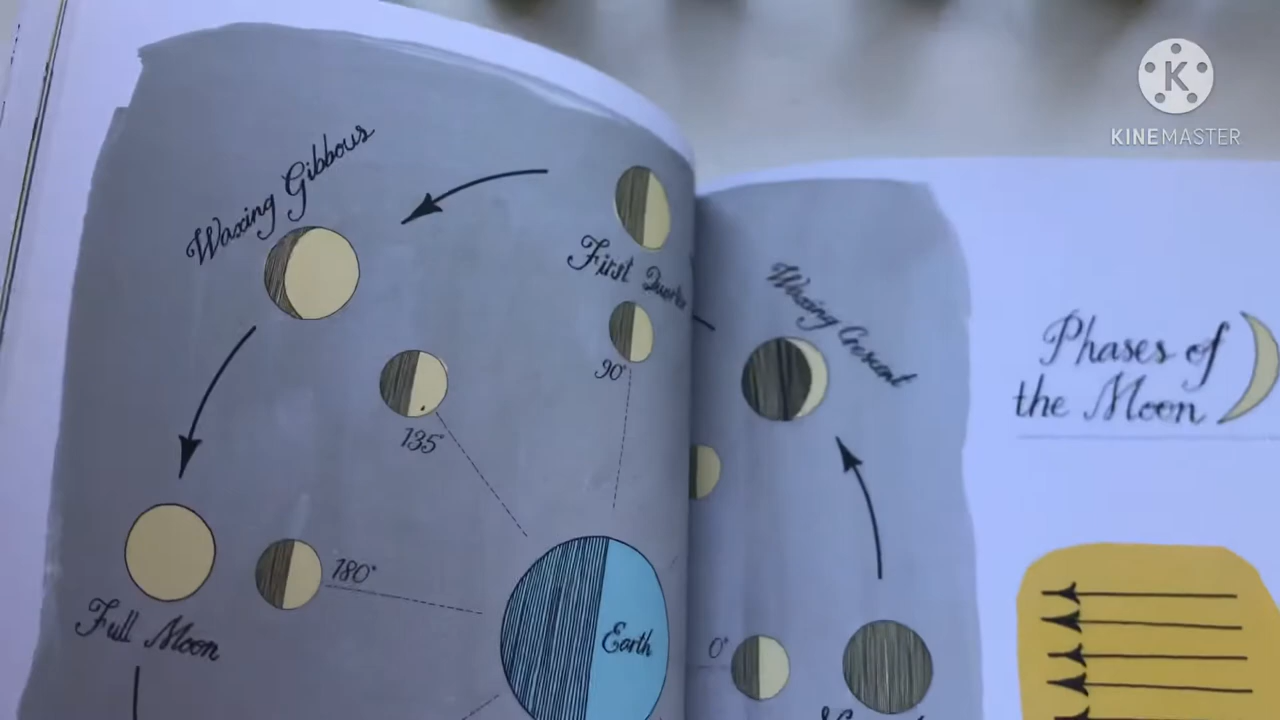 Waxing Gibbous
First Quarter
Waxing Crescent
Phases of
the Moon
90°
135°
180°
Full Moon
Earth
0°
K
KINEMASTER